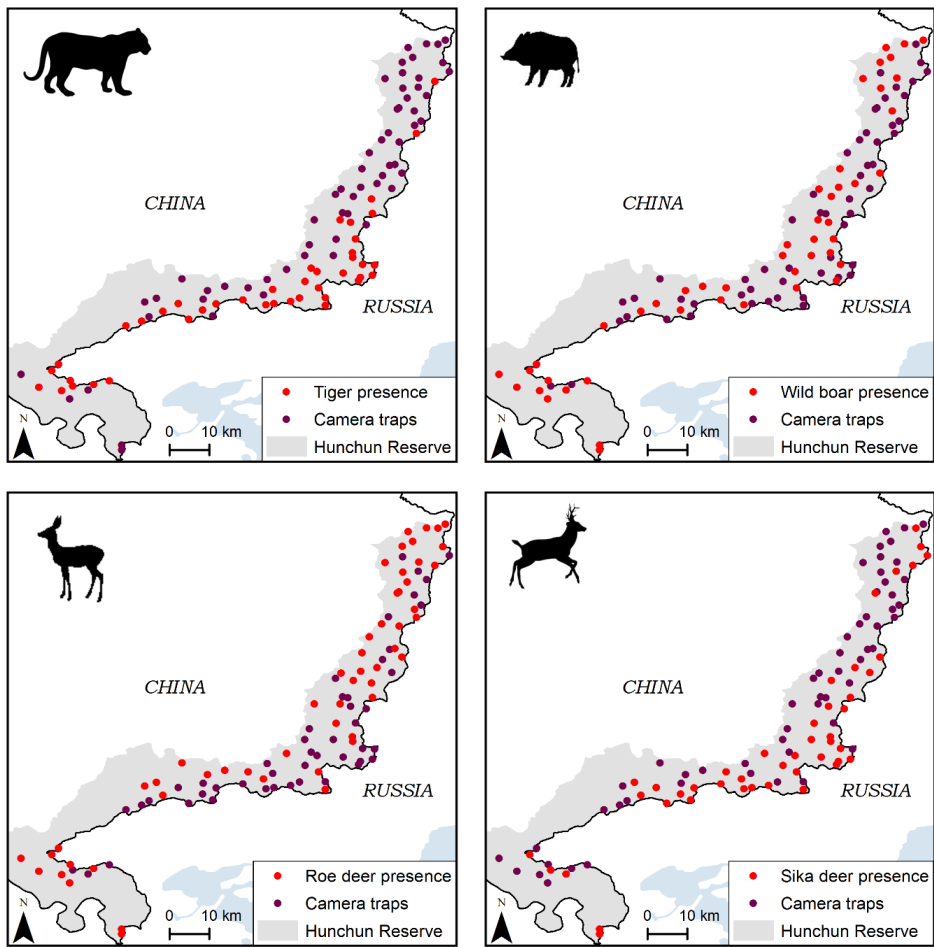 CHINA
RUSSIA
N
0 10 km
Tiger presence
Camera traps
Hunchun Reserve
CHINA
RUSSIA
N
0 10 km
Wild boar presence
Camera traps
Hunchun Reserve
CHINA
RUSSIA
N
0 10 km
Roe deer presence
Camera traps
Hunchun Reserve
CHINA
RUSSIA
N
0 10 km
Sika deer presence
Camera traps
Hunchun Reserve